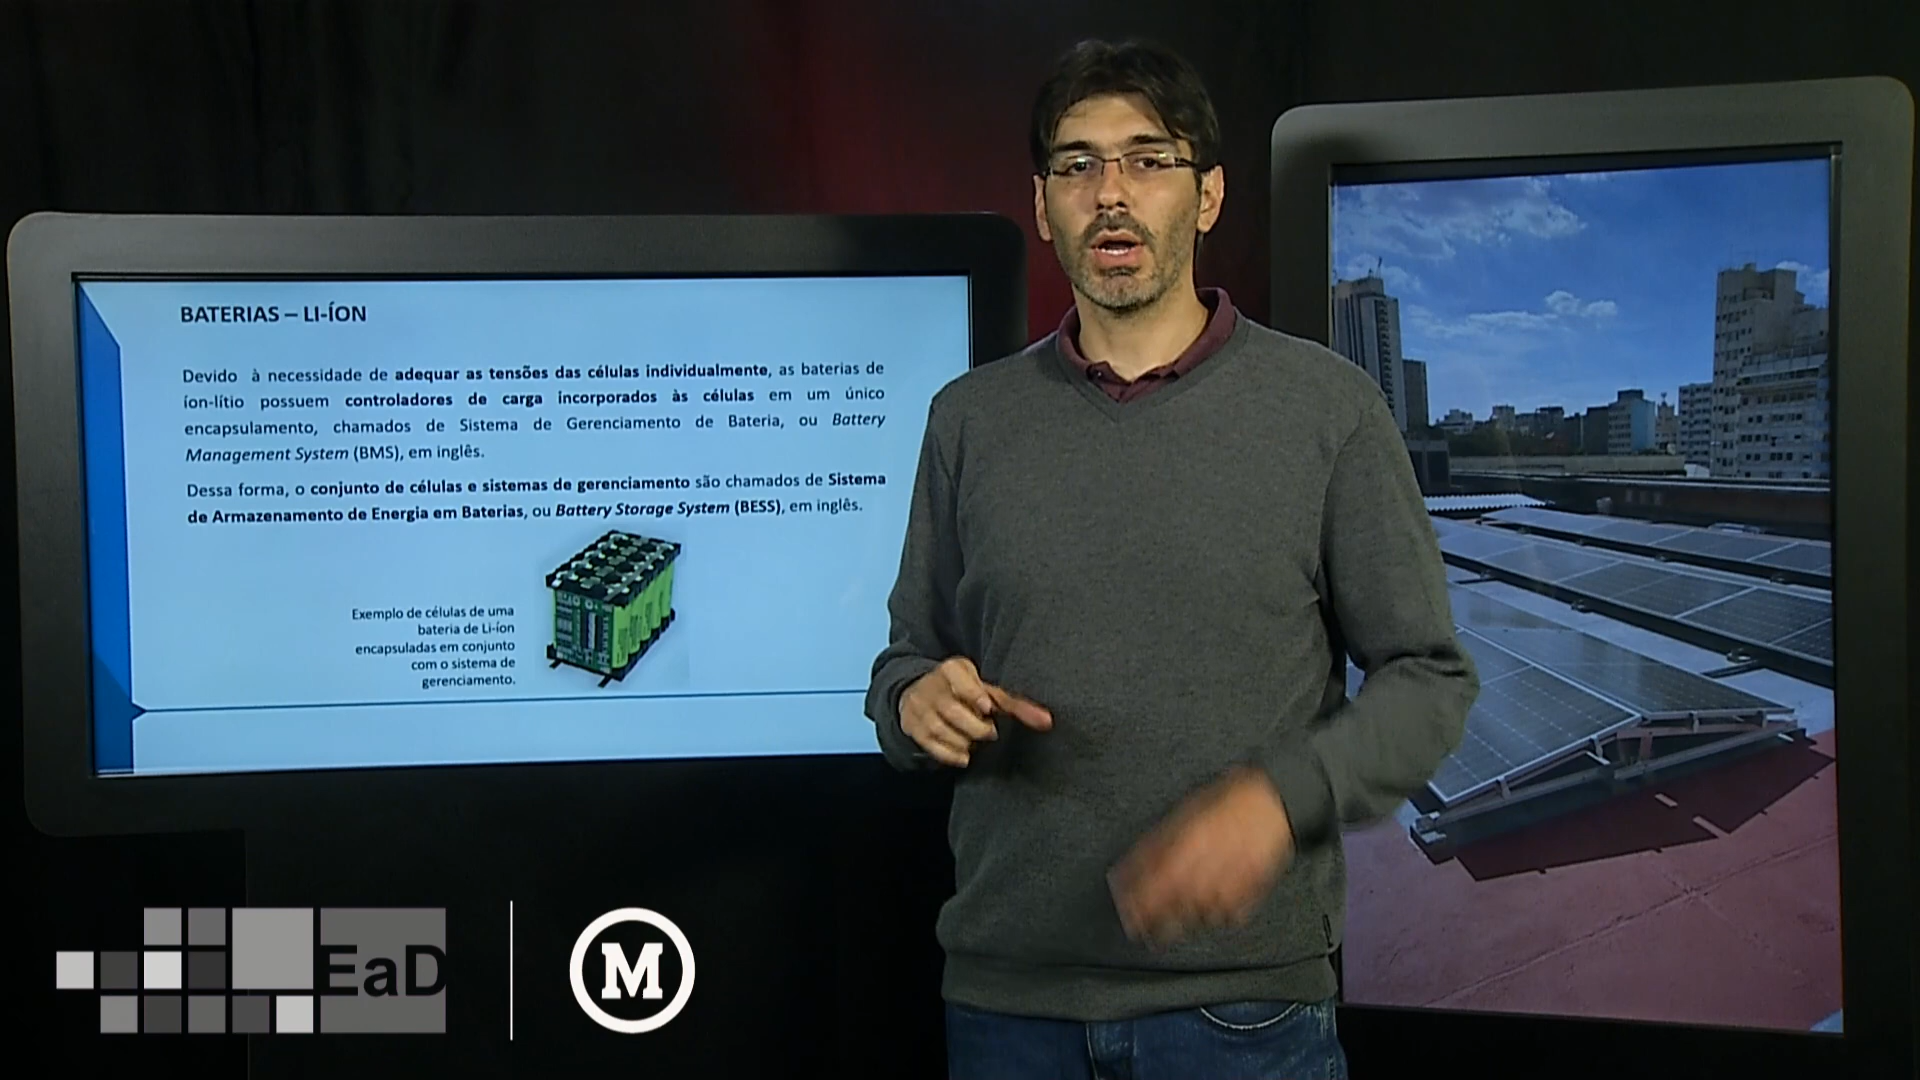 BATERIAS – LI-ÍON
Devido à necessidade de adequar as tensões das células individualmente, as baterias de
íon-lítio possuem controladores de carga incorporados às células em um único
encapsulamento, chamados de Sistema de Gerenciamento de Bateria, ou Battery
Management System (BMS), em inglês.
Dessa forma, o conjunto de células e sistemas de gerenciamento são chamados de Sistema
de Armazenamento de Energia em Baterias, ou Battery Storage System (BESS), em inglês.
Exemplo de células de uma
bateria de Li-íon
encapsuladas em conjunto
com o sistema de
gerenciamento.
EaD
M